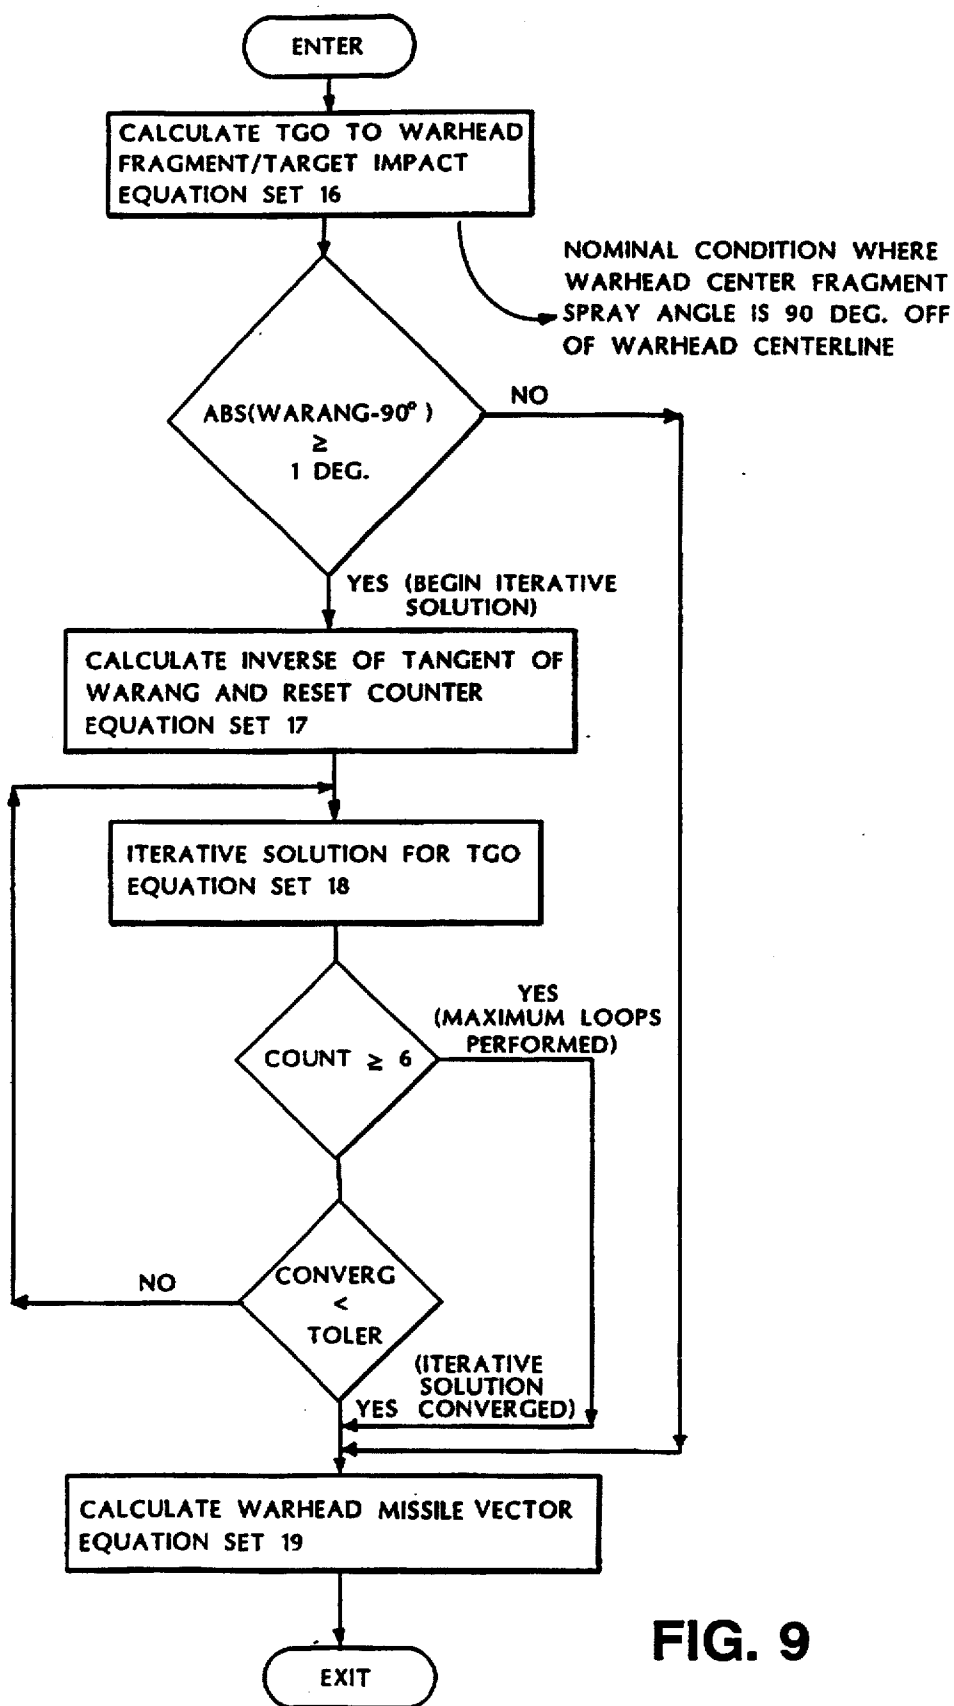 ENTER
CALCULATE TGO TO WARHEAD
FRAGMENT/TARGET IMPACT
EQUATION SET 16
NOMINAL CONDITION WHERE
WARHEAD CENTER FRAGMENT
SPRAY ANGLE IS 90 DEG. OFF
OF WARHEAD CENTERLINE
ABS(WARANG-90°)
≥
1 DEG.
NO
YES (BEGIN ITERATIVE
SOLUTION)
CALCULATE INVERSE OF TANGENT OF
WARANG AND RESET COUNTER
EQUATION SET 17
ITERATIVE SOLUTION FOR TGO
EQUATION SET 18
COUNT ≥ 6
YES
(MAXIMUM LOOPS
PERFORMED)
CONVERG
<
TOLER
NO
(ITERATIVE
SOLUTION
YES CONVERGED)
CALCULATE WARHEAD MISSILE VECTOR
EQUATION SET 19
EXIT
FIG. 9